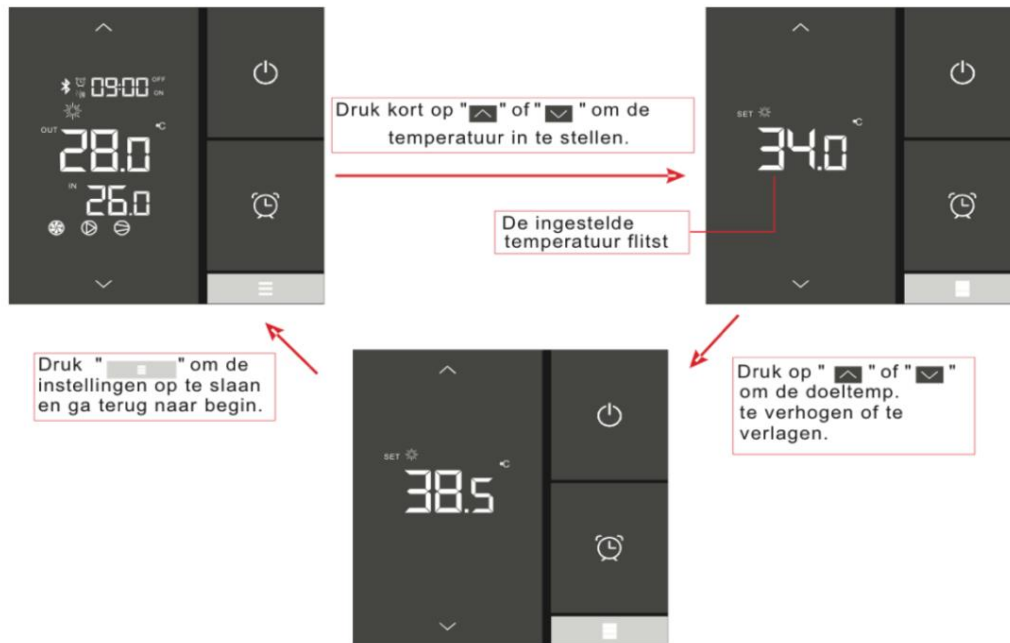 09:00 OFF
ON
OUT 28.0 °C
IN 26.0
Druk kort op " " of " " om de
temperatuur in te stellen.
De ingestelde
temperatuur flitst
SET 34.0 °C
Druk " " om de
instellingen op te slaan
en ga terug naar begin.
SET 38.5 °C
Druk op " " of " "
om de doeltemp.
te verhogen of te
verlagen.